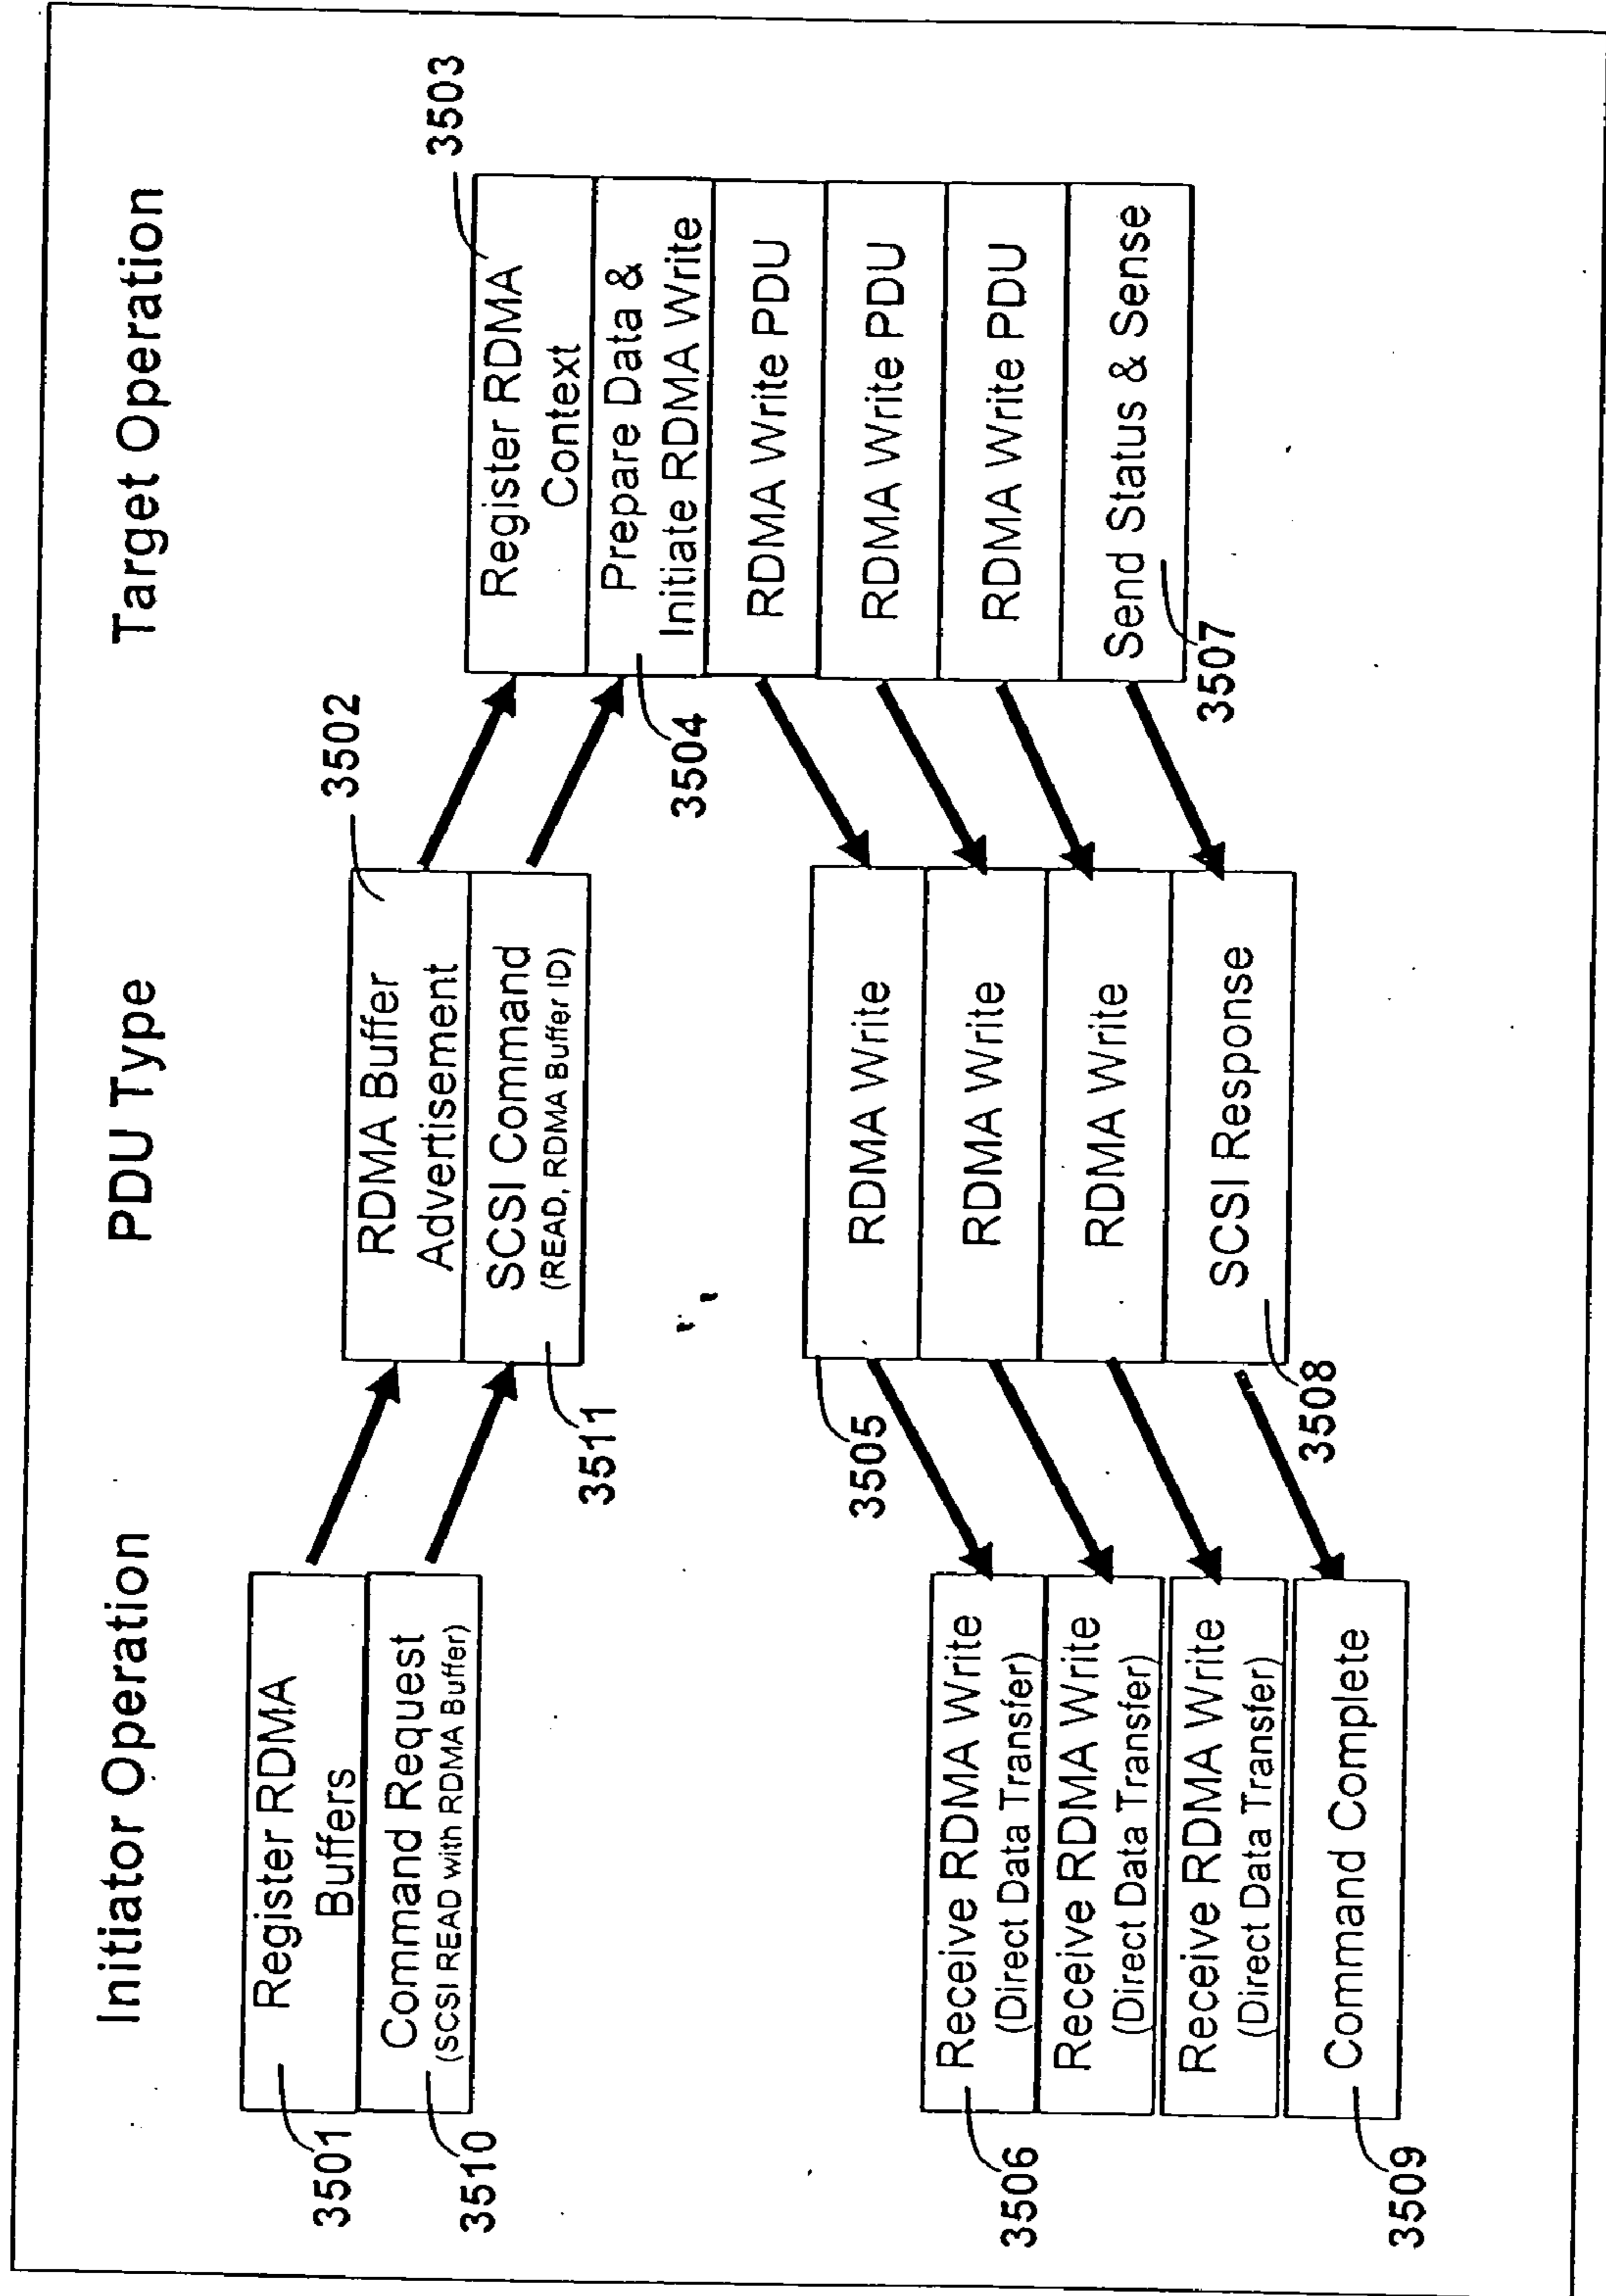 Initiator Operation
PDU Type
Target Operation
3501
Register RDMA
Buffers
3510
Command Request
(SCSI READ with RDMA Buffer)
3506
Receive RDMA Write
(Direct Data Transfer)
Receive RDMA Write
(Direct Data Transfer)
Receive RDMA Write
(Direct Data Transfer)
3509
Command Complete
3502
RDMA Buffer
Advertisement
SCSI Command
(READ, RDMA Buffer ID)
3511
3505
RDMA Write
RDMA Write
RDMA Write
SCSI Response
3508
3503
Register RDMA
Context
Prepare Data &
Initiate RDMA Write
3504
RDMA Write PDU
RDMA Write PDU
RDMA Write PDU
Send Status & Sense
3507